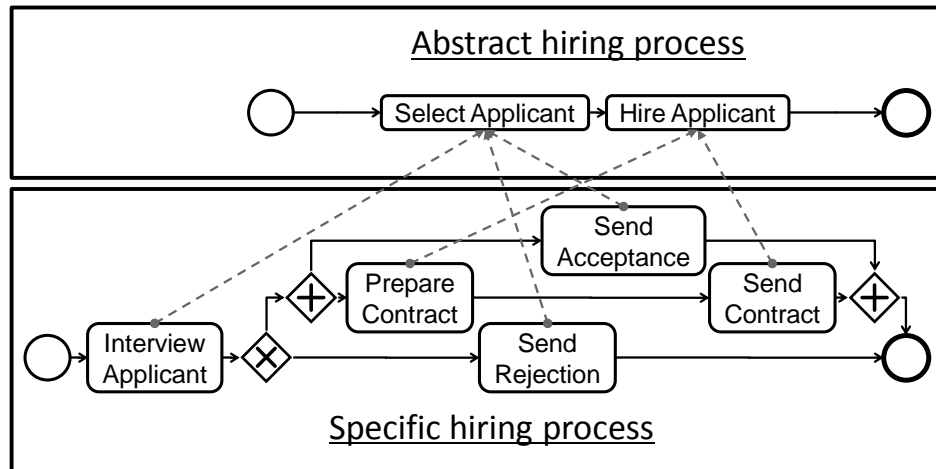 Abstract hiring process
Select Applicant
Hire Applicant
Send
Acceptance
Prepare
Contract
Send
Contract
Interview
Applicant
Send
Rejection
Specific hiring process